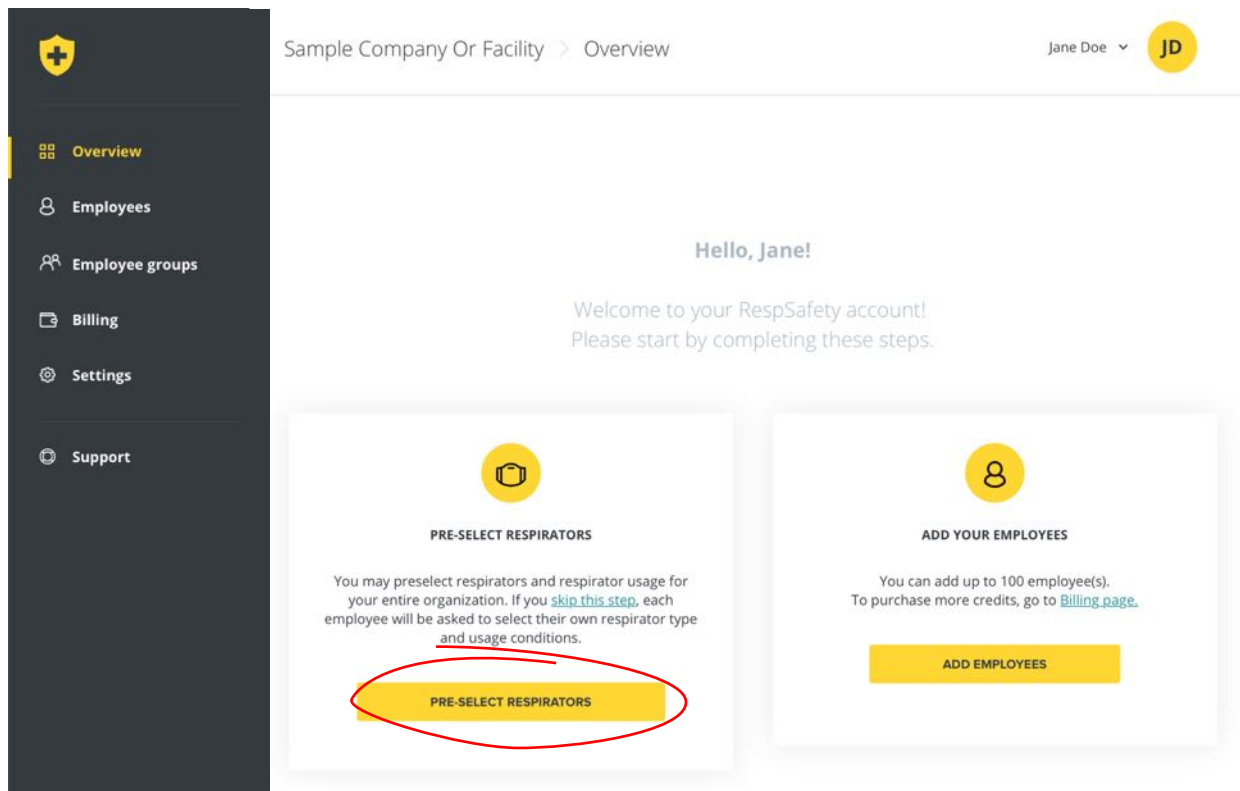 Sample Company Or Facility > Overview
Jane Doe
JD
Overview
Employees
Employee groups
Billing
Settings
Support
Hello, Jane!
Welcome to your RespSafety account!
Please start by completing these steps.
PRE-SELECT RESPIRATORS
You may preselect respirators and respirator usage for
your entire organization. If you skip this step, each
employee will be asked to select their own respirator type
and usage conditions.
PRE-SELECT RESPIRATORS
ADD YOUR EMPLOYEES
You can add up to 100 employee(s).
To purchase more credits, go to Billing page.
ADD EMPLOYEES